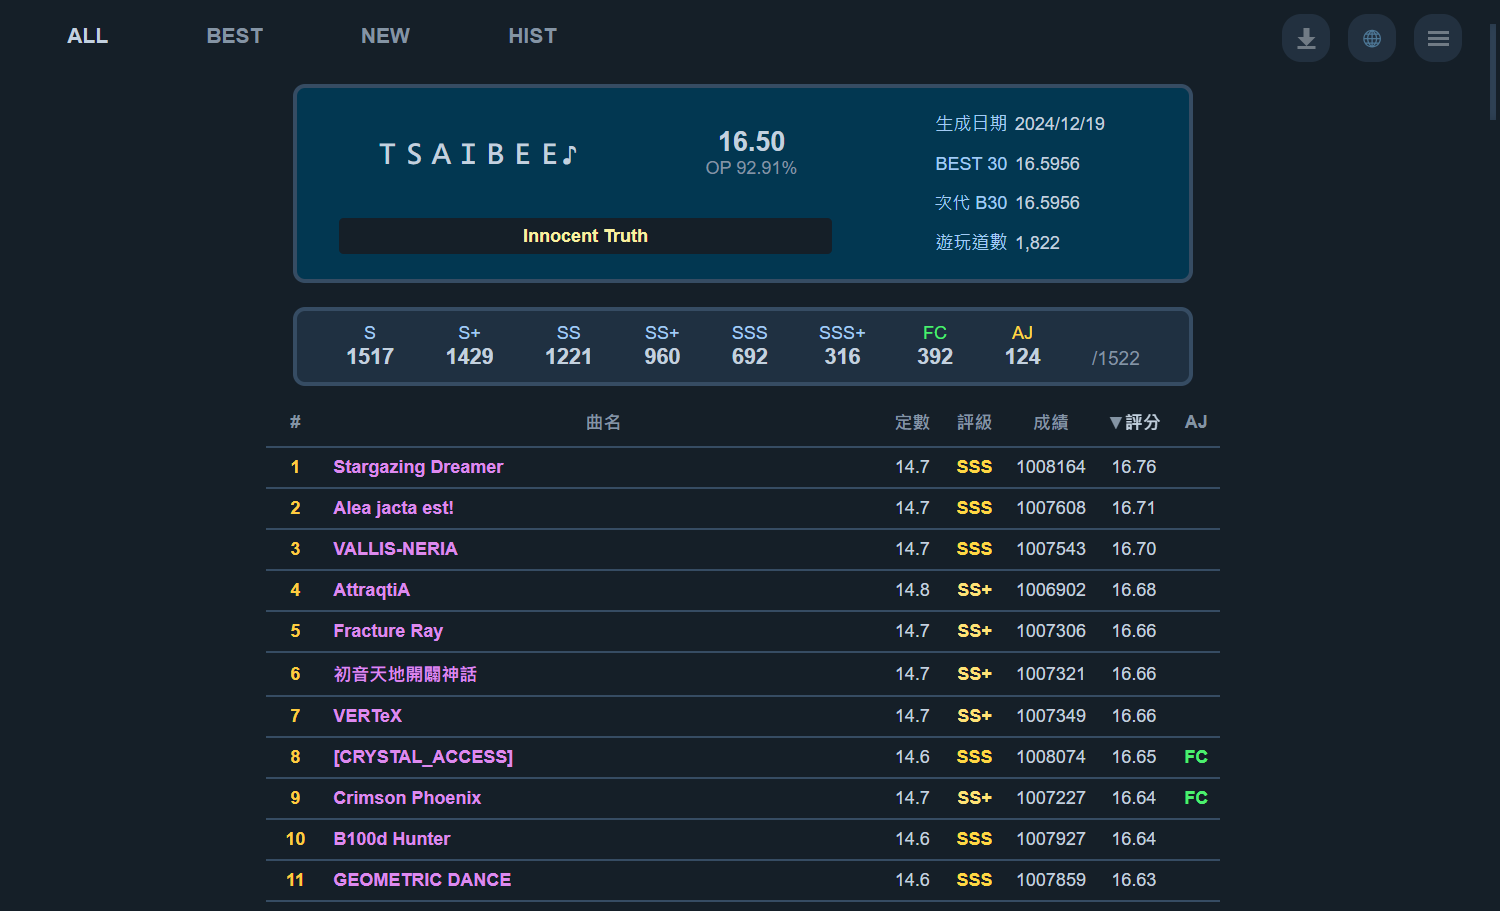 ALL BEST NEW HIST
TSAIBEE♪
16.50
OP 92.91%
Innocent Truth
生成日期 2024/12/19
BEST 30 16.5956
次代 B30 16.5956
遊玩道數 1,822
S S+ SS SS+ SSS SSS+ FC AJ
1517 1429 1221 960 692 316 392 124 /1522
# 曲名 定數 評級 成績 ▼評分 AJ
1 Stargazing Dreamer 14.7 SSS 1008164 16.76
2 Alea jacta est! 14.7 SSS 1007608 16.71
3 VALLIS-NERIA 14.7 SSS 1007543 16.70
4 AttraqtiA 14.8 SS+ 1006902 16.68
5 Fracture Ray 14.7 SS+ 1007306 16.66
6 初音天地開闢神話 14.7 SS+ 1007321 16.66
7 VERTeX 14.7 SS+ 1007349 16.66
8 [CRYSTAL_ACCESS] 14.6 SSS 1008074 16.65 FC
9 Crimson Phoenix 14.7 SS+ 1007227 16.64 FC
10 B100d Hunter 14.6 SSS 1007927 16.64
11 GEOMETRIC DANCE 14.6 SSS 1007859 16.63